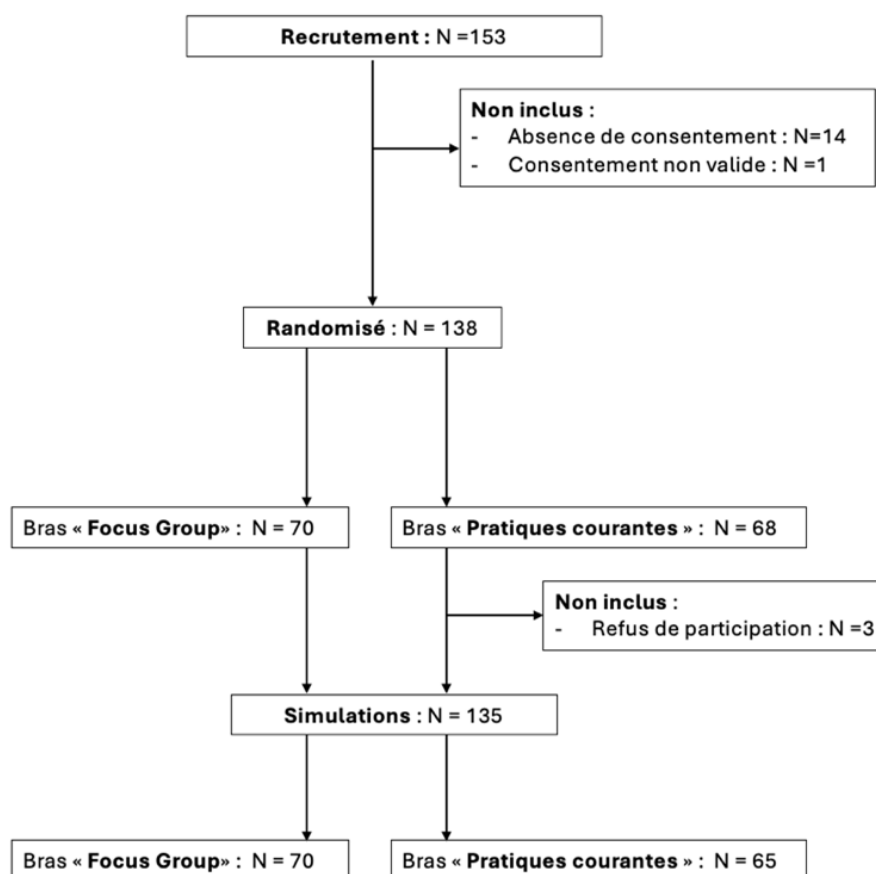 Recrutement : N =153
Non inclus :
- Absence de consentement : N=14
- Consentement non valide : N =1
Randomisé : N = 138
Bras « Focus Group» : N = 70
Bras « Pratiques courantes » : N = 68
Non inclus :
- Refus de participation : N =3
Simulations : N = 135
Bras « Focus Group» : N = 70
Bras « Pratiques courantes » : N = 65